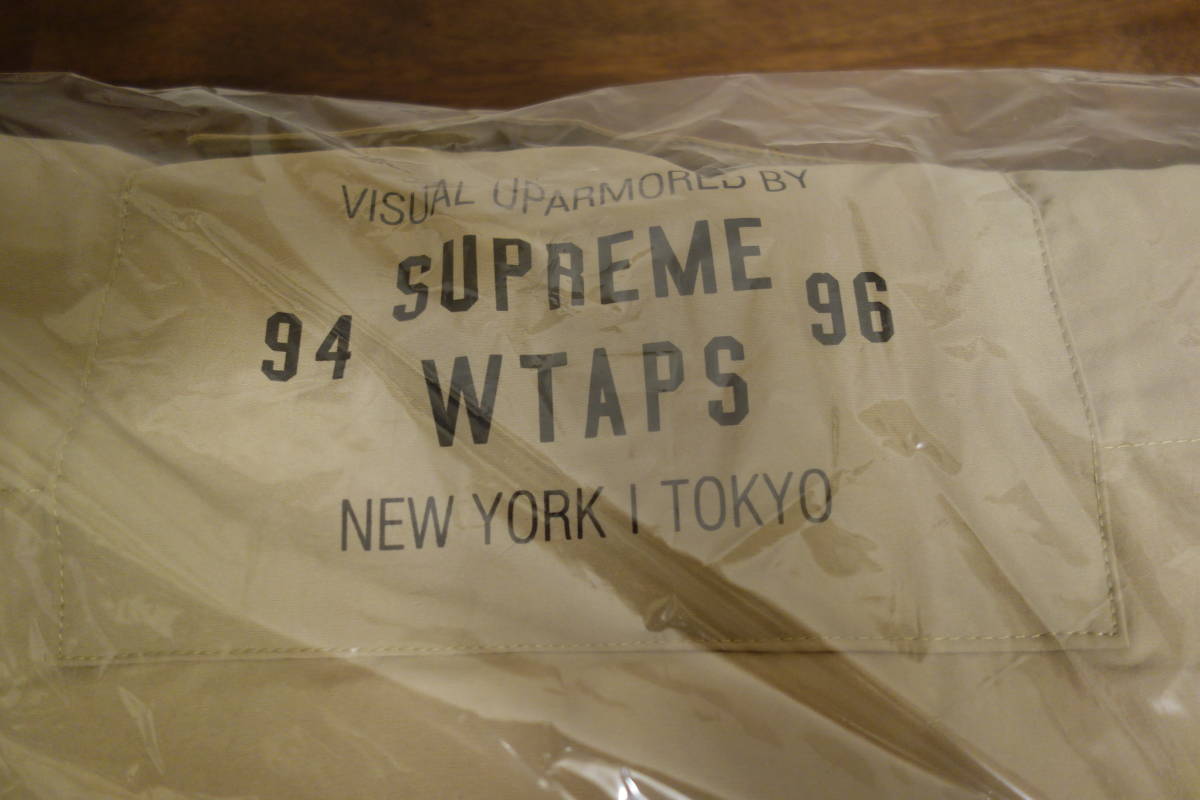 VISUAL UPARMORED BY
SUPREME
94 96
WTAPS
NEW YORK | TOKYO